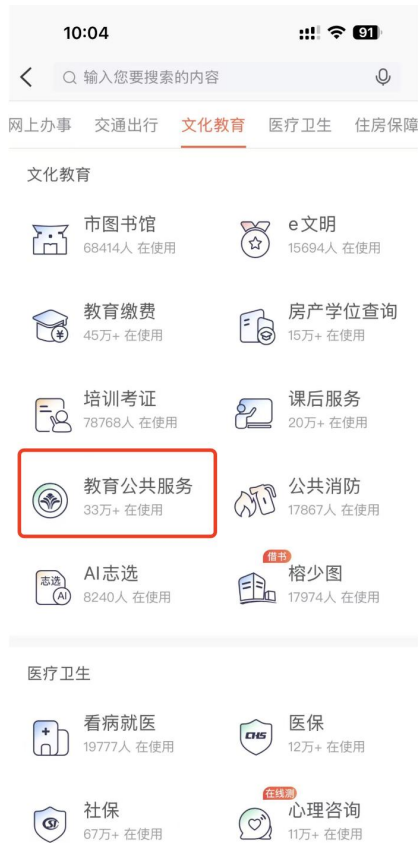 10:04
91
输入您要搜索的内容
网上办事 交通出行 文化教育 医疗卫生 住房保障
文化教育
市图书馆
68414人 在使用
e文明
15694人 在使用
教育缴费
45万+ 在使用
房产学位查询
15万+ 在使用
培训考证
78768人 在使用
课后服务
20万+ 在使用
教育公共服务
33万+ 在使用
公共消防
17867人 在使用
志选
AI
AI志选
8240人 在使用
借书
榕少图
17974人 在使用
医疗卫生
看病就医
19777人 在使用
CHS
医保
12万+ 在使用
社保
67万+ 在使用
在线测
心理咨询
11万+ 在使用